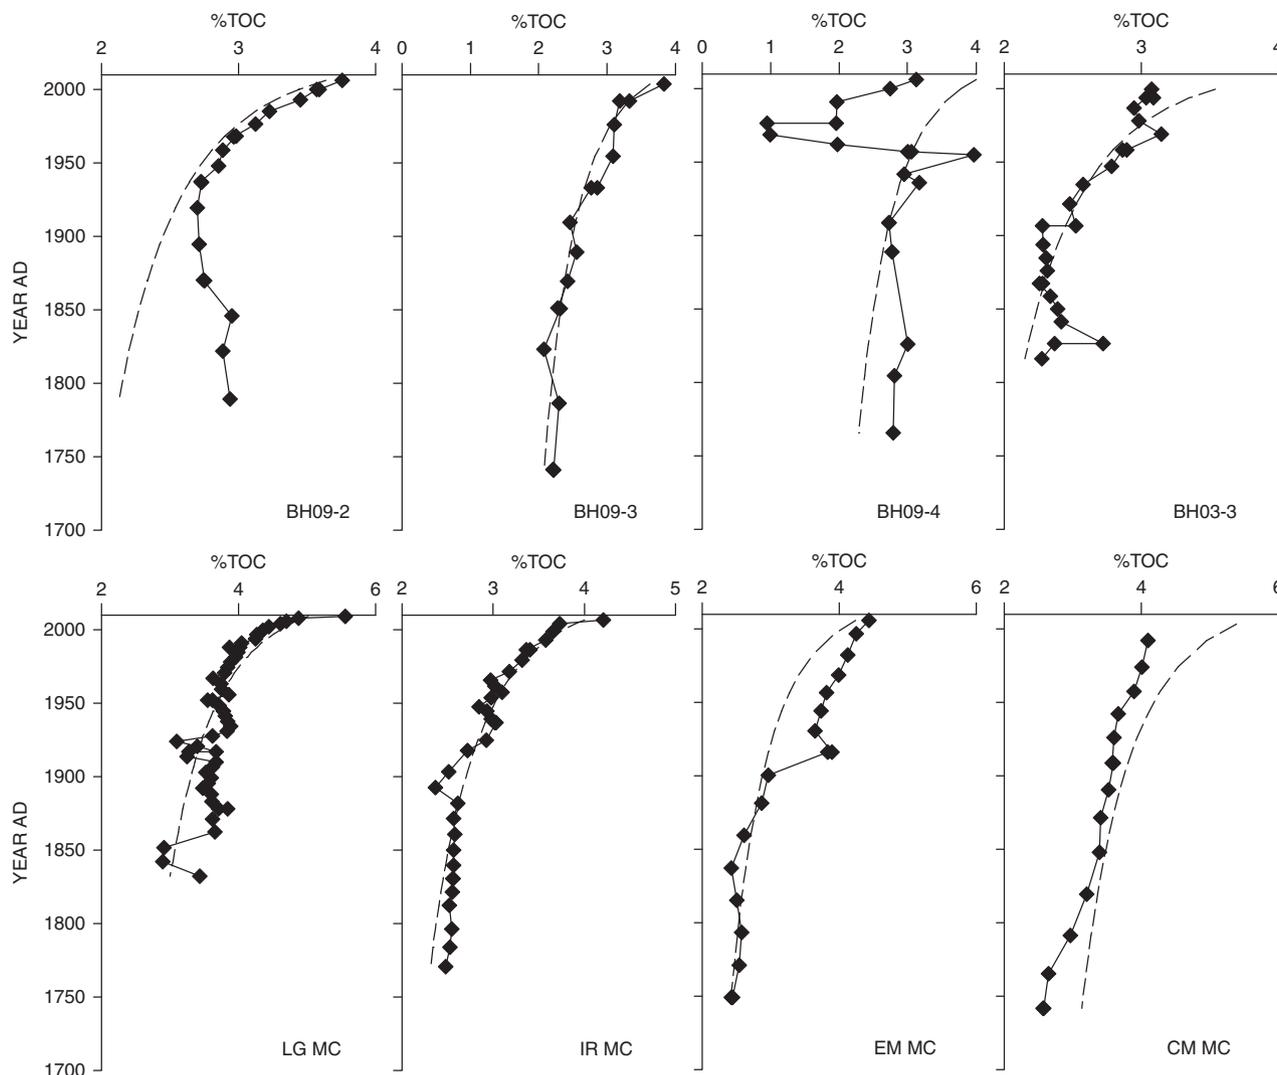 %TOC %TOC %TOC %TOC
2 3 4 0 1 2 3 4 0 1 2 3 4 2 3 4
2000
1950
1900
1850
1800
1750
1700
YEAR AD
BH09-2 BH09-3 BH09-4 BH03-3
%TOC %TOC %TOC %TOC
2 4 6 2 3 4 5 2 4 6 2 4 6
2000
1950
1900
1850
1800
1750
1700
YEAR AD
LG MC IR MC EM MC CM MC